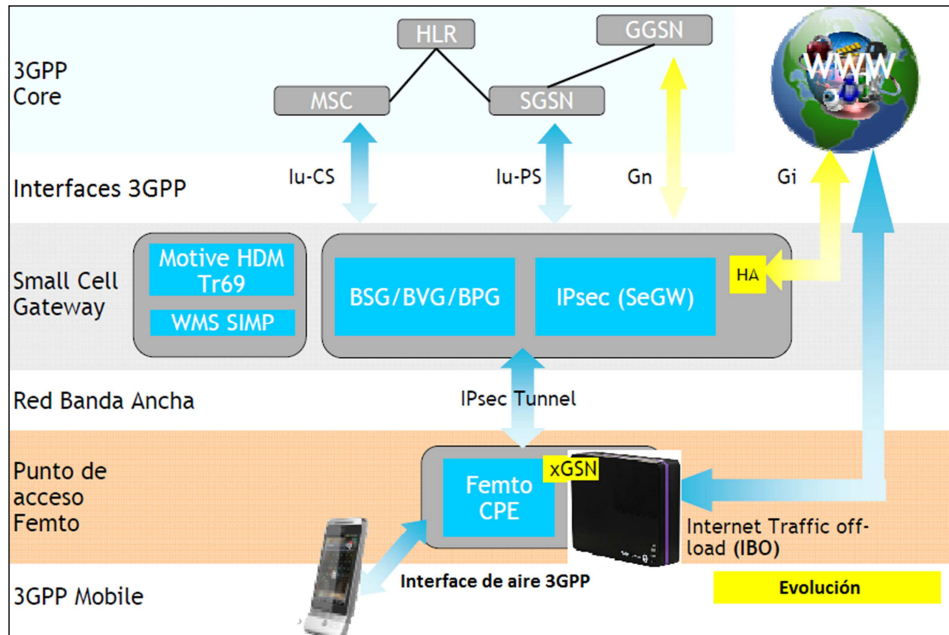 3GPP
Core
HLR
GGSN
MSC
SGSN
WWW
Interfaces 3GPP
Iu-CS
Iu-PS
Gn
Gi
Small Cell
Gateway
Motive HDM
Tr69
WMS SIMP
BSG/BVG/BPG
IPsec (SeGW)
HA
Red Banda Ancha
IPsec Tunnel
Punto de
acceso
Femto
Femto
CPE
xGSN
Internet Traffic off-
load (IBO)
3GPP Mobile
Interface de aire 3GPP
Evolución